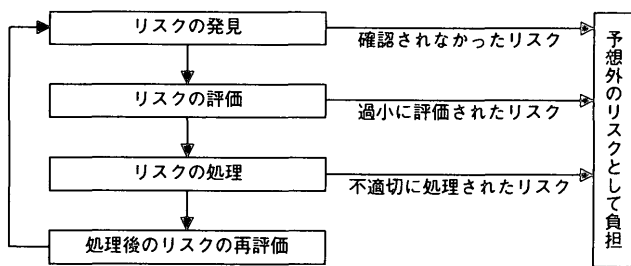 リスクの発見
確認されなかったリスク
リスクの評価
過小に評価されたリスク
リスクの処理
不適切に処理されたリスク
処理後のリスクの再評価
予想外のリスクとして負担